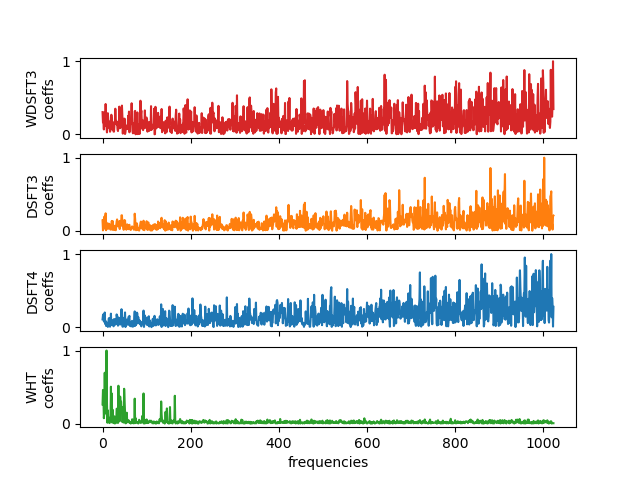 WDSFT3
coeffs
1
0
DSFT3
coeffs
1
0
DSFT4
coeffs
1
0
WHT
coeffs
1
0
0 200 400 600 800 1000
frequencies